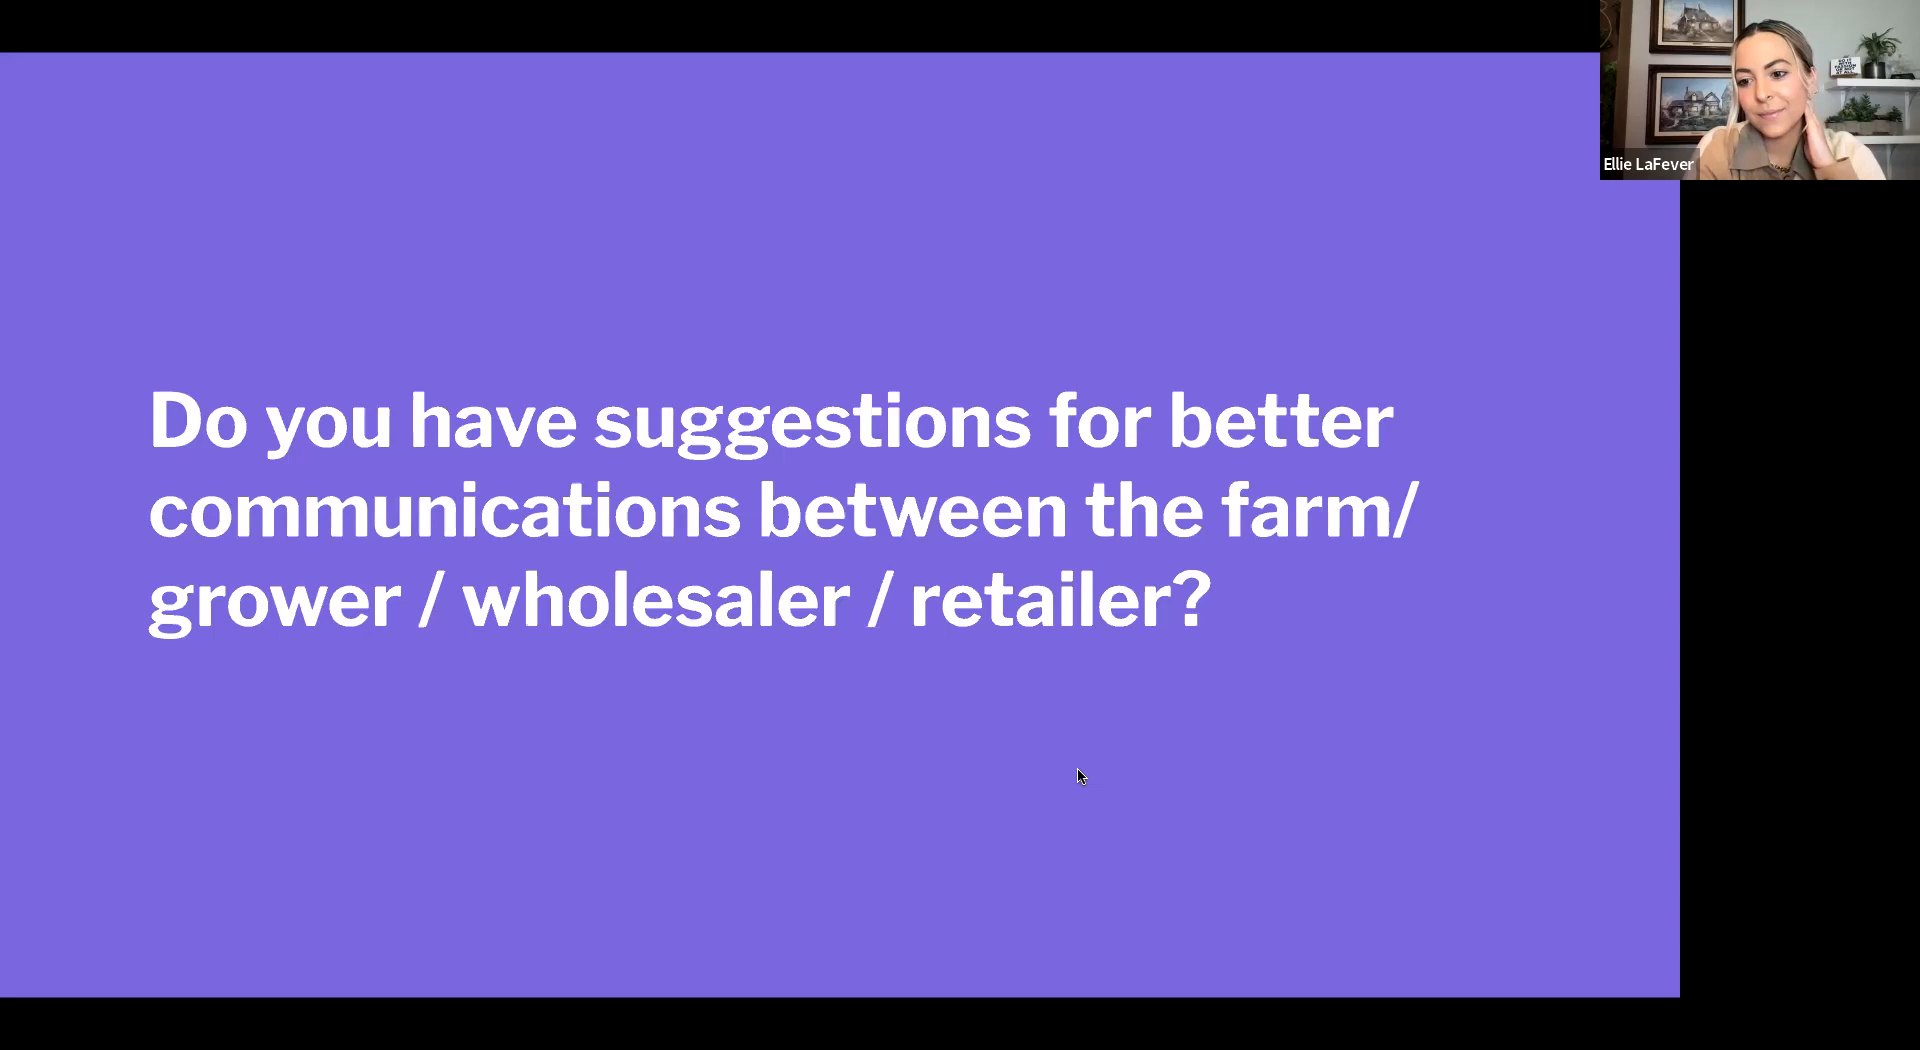 Do you have suggestions for better
communications between the farm/
grower / wholesaler / retailer?
Ellie LaFever